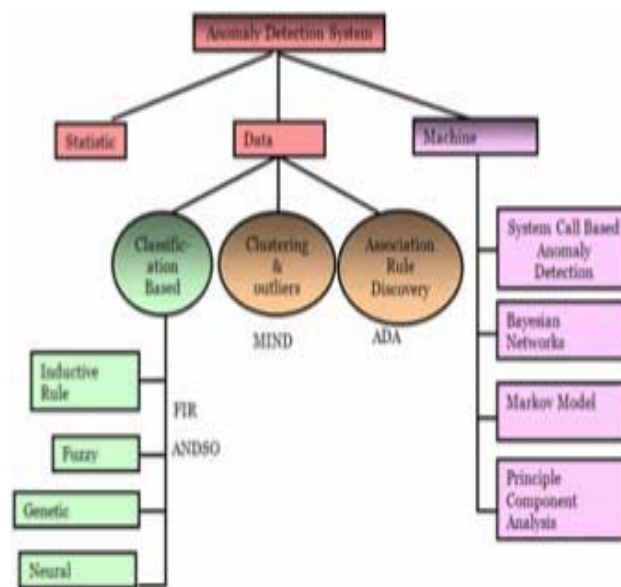 Anomaly Detection System
Statistic
Data
Machine
Classific-
ation
Based
Clustering
&
outliers
Association
Rule
Discovery
System Call Based
Anomaly
Detection
MIND
ADA
Bayesian
Networks
Inductive
Rule
FIR
Markov Model
Fuzzy
ANDSO
Principle
Component
Analysis
Genetic
Neural